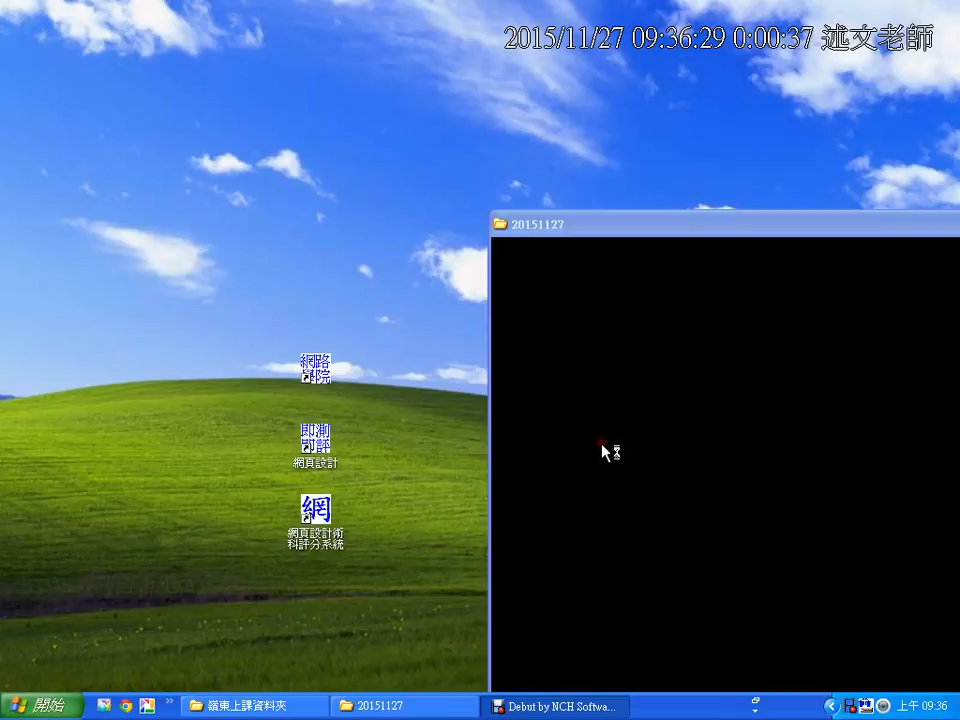 2015/11/27 09:36:29 0:00:37 述文老師
20151127
網路
學院
即測
即評
網頁設計
網
網頁設計術
科評分系統
開始
嶺東上課資料夾
20151127
Debut by NCH Softwa...
上午 09:36